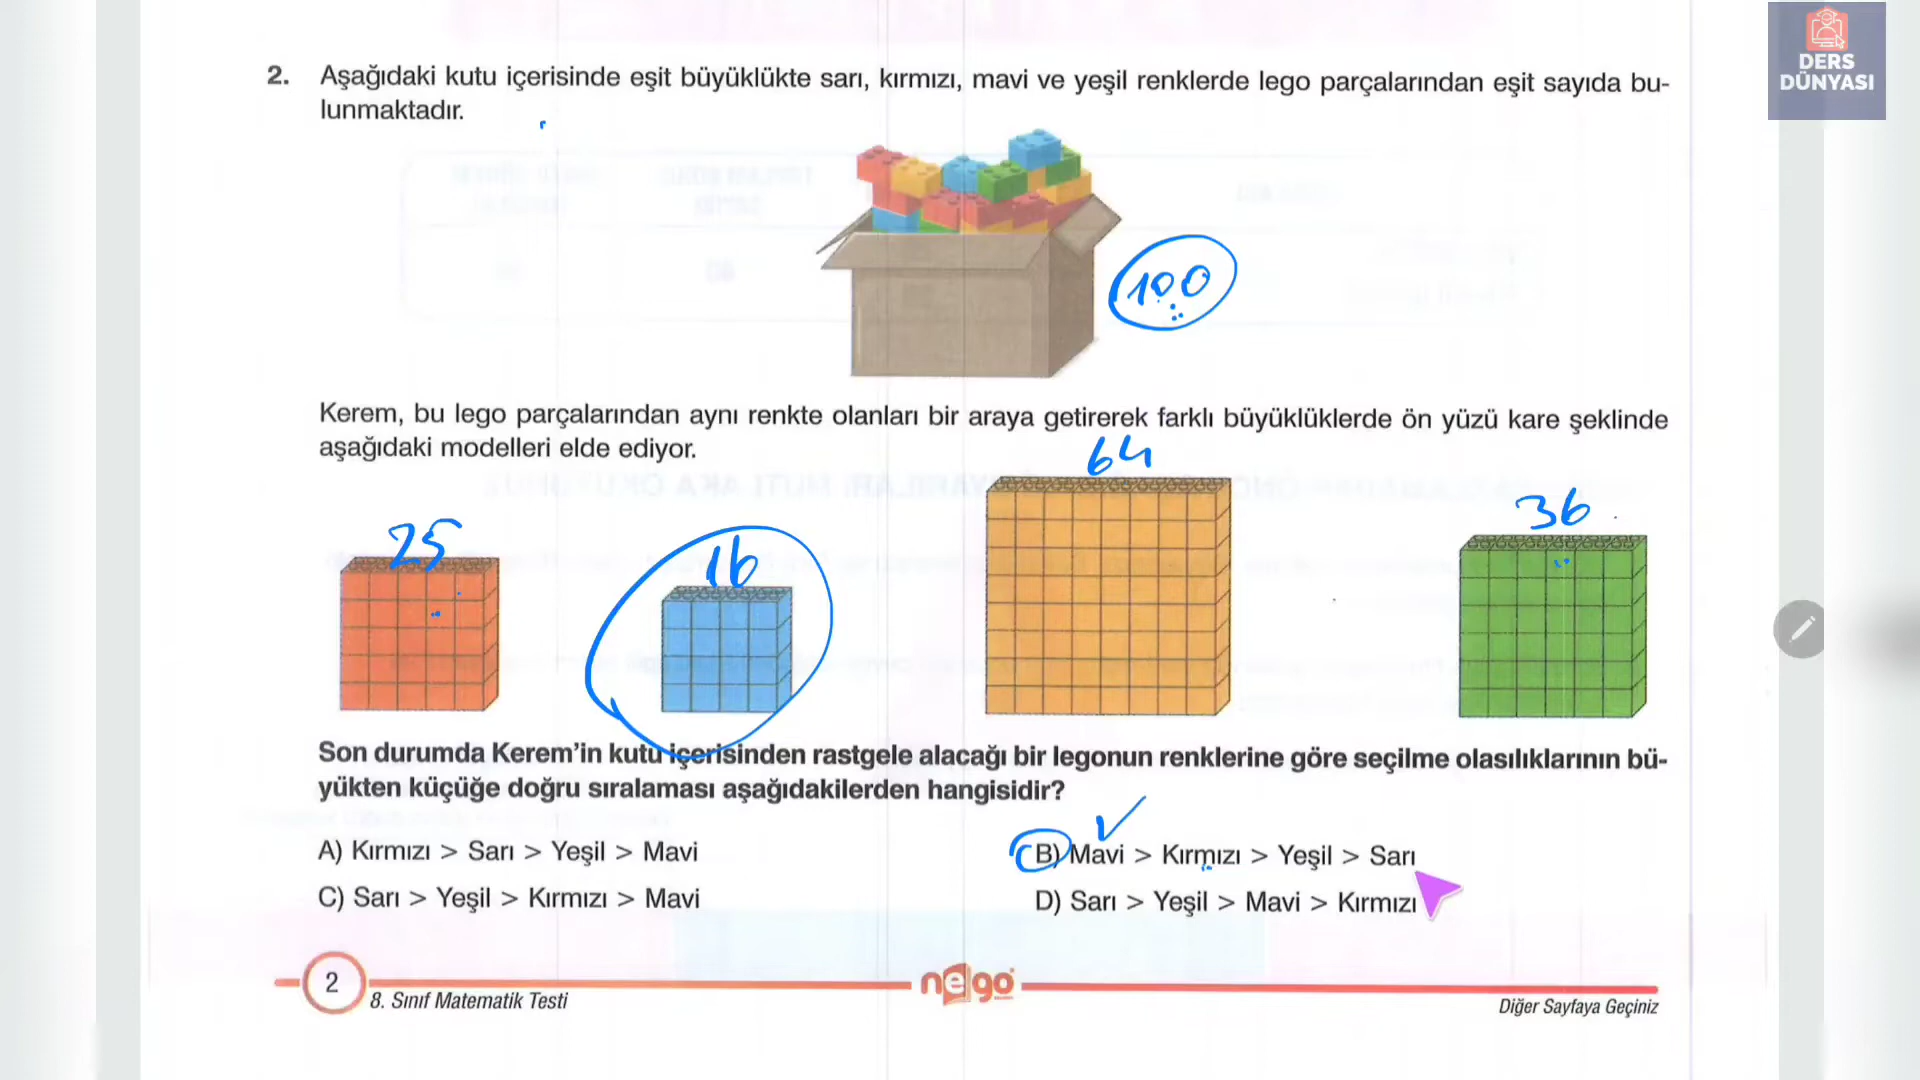 DERS
DÜNYASI
2. Aşağıdaki kutu içerisinde eşit büyüklükte sarı, kırmızı, mavi ve yeşil renklerde lego parçalarından eşit sayıda bu-
lunmaktadır.
100
Kerem, bu lego parçalarından aynı renkte olanları bir araya getirerek farklı büyüklüklerde ön yüzü kare şeklinde
aşağıdaki modelleri elde ediyor.
25
16
64
36
Son durumda Kerem'in kutu içerisinden rastgele alacağı bir legonun renklerine göre seçilme olasılıklarının bü-
yükten küçüğe doğru sıralaması aşağıdakilerden hangisidir?
A) Kırmızı > Sarı > Yeşil > Mavi
B) Mavi > Kırmızı > Yeşil > Sarı
C) Sarı > Yeşil > Kırmızı > Mavi
D) Sarı > Yeşil > Mavi > Kırmızı
2
8. Sınıf Matematik Testi
nego
Diğer Sayfaya Geçiniz